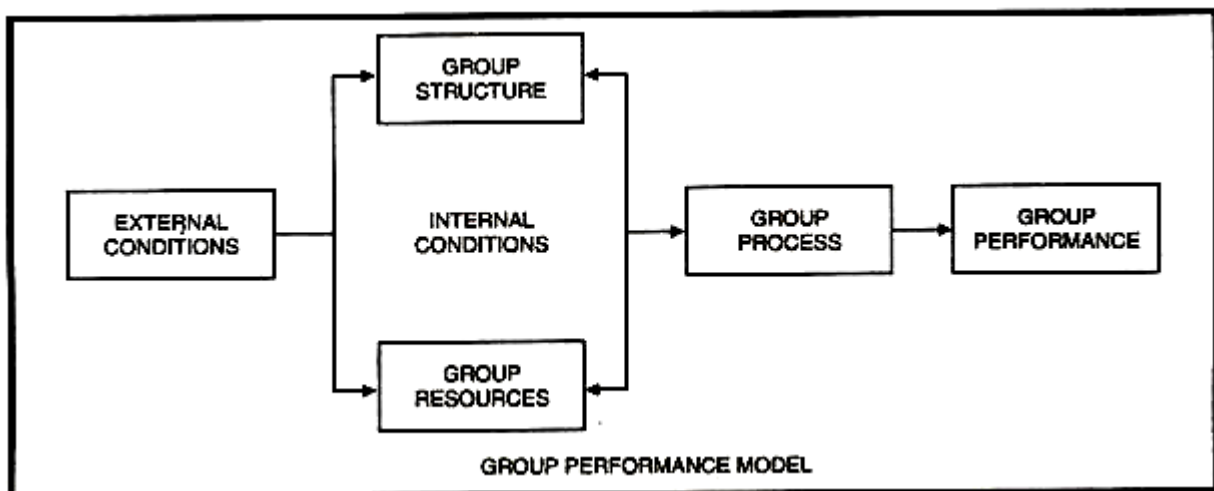 GROUP
STRUCTURE
EXTERNAL
CONDITIONS
INTERNAL
CONDITIONS
GROUP
PROCESS
GROUP
PERFORMANCE
GROUP
RESOURCES
GROUP PERFORMANCE MODEL